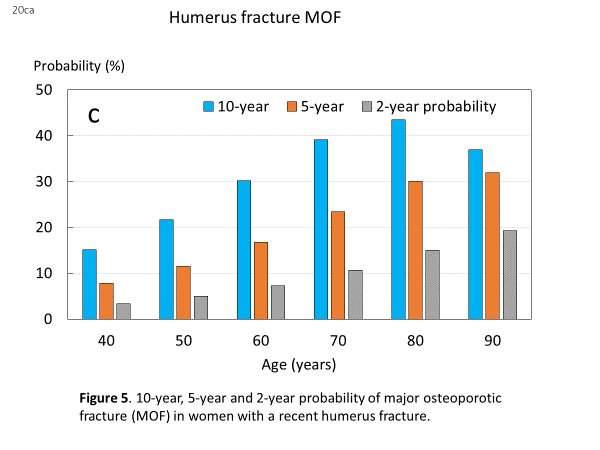 20ca
Humerus fracture MOF
Probability (%)
50
C
10-year 5-year 2-year probability
40
30
20
10
0
40 50 60 70 80 90
Age (years)
Figure 5. 10-year, 5-year and 2-year probability of major osteoporotic
fracture (MOF) in women with a recent humerus fracture.